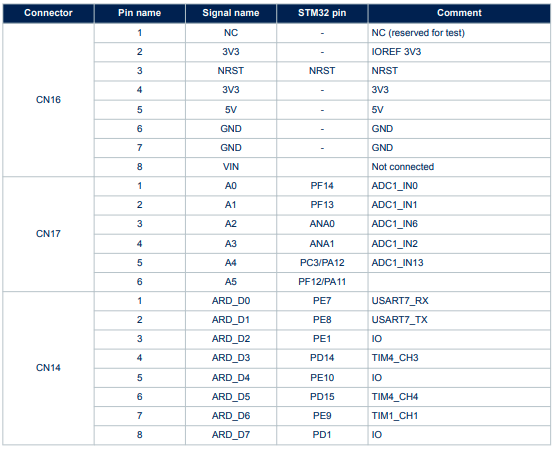 Connector Pin name Signal name STM32 pin Comment
CN16
1 NC - NC (reserved for test)
2 3V3 - IOREF 3V3
3 NRST NRST NRST
4 3V3 - 3V3
5 5V - 5V
6 GND - GND
7 GND - GND
8 VIN Not connected
CN17
1 A0 PF14 ADC1_IN0
2 A1 PF13 ADC1_IN1
3 A2 ANA0 ADC1_IN6
4 A3 ANA1 ADC1_IN2
5 A4 PC3/PA12 ADC1_IN13
6 A5 PF12/PA11
CN14
1 ARD_D0 PE7 USART7_RX
2 ARD_D1 PE8 USART7_TX
3 ARD_D2 PE1 IO
4 ARD_D3 PD14 TIM4_CH3
5 ARD_D4 PE10 IO
6 ARD_D5 PD15 TIM4_CH4
7 ARD_D6 PE9 TIM1_CH1
8 ARD_D7 PD1 IO